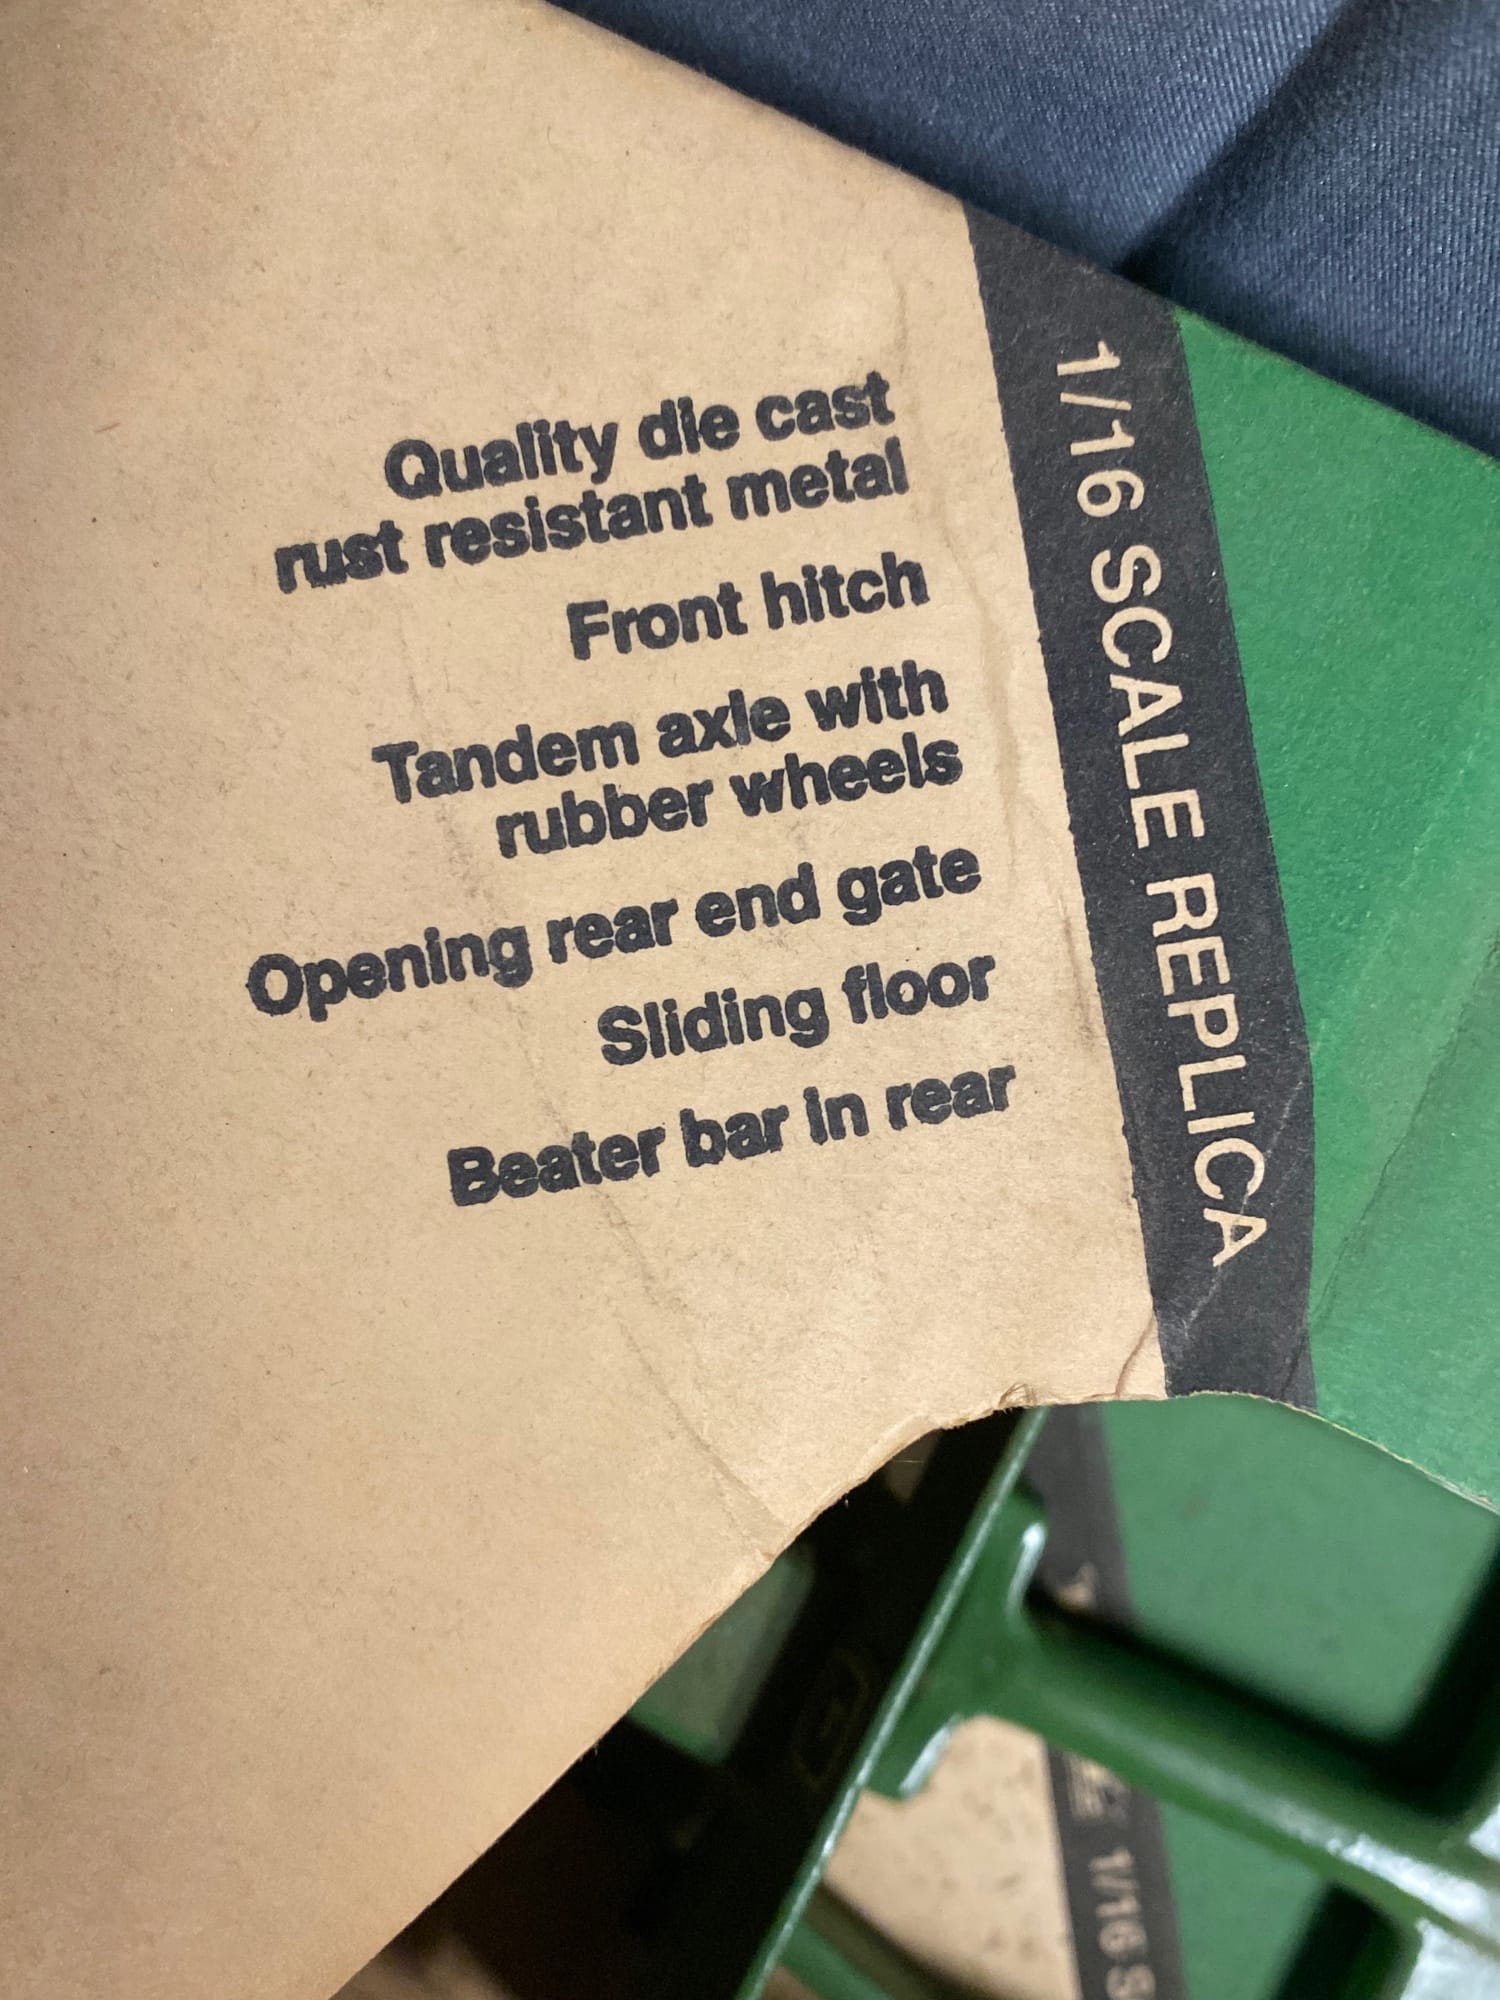 Quality die cast
rust resistant metal
Front hitch
Tandem axle with
rubber wheels
Opening rear end gate
Sliding floor
Beater bar in rear
1/16 SCALE REPLICA
1/16 S